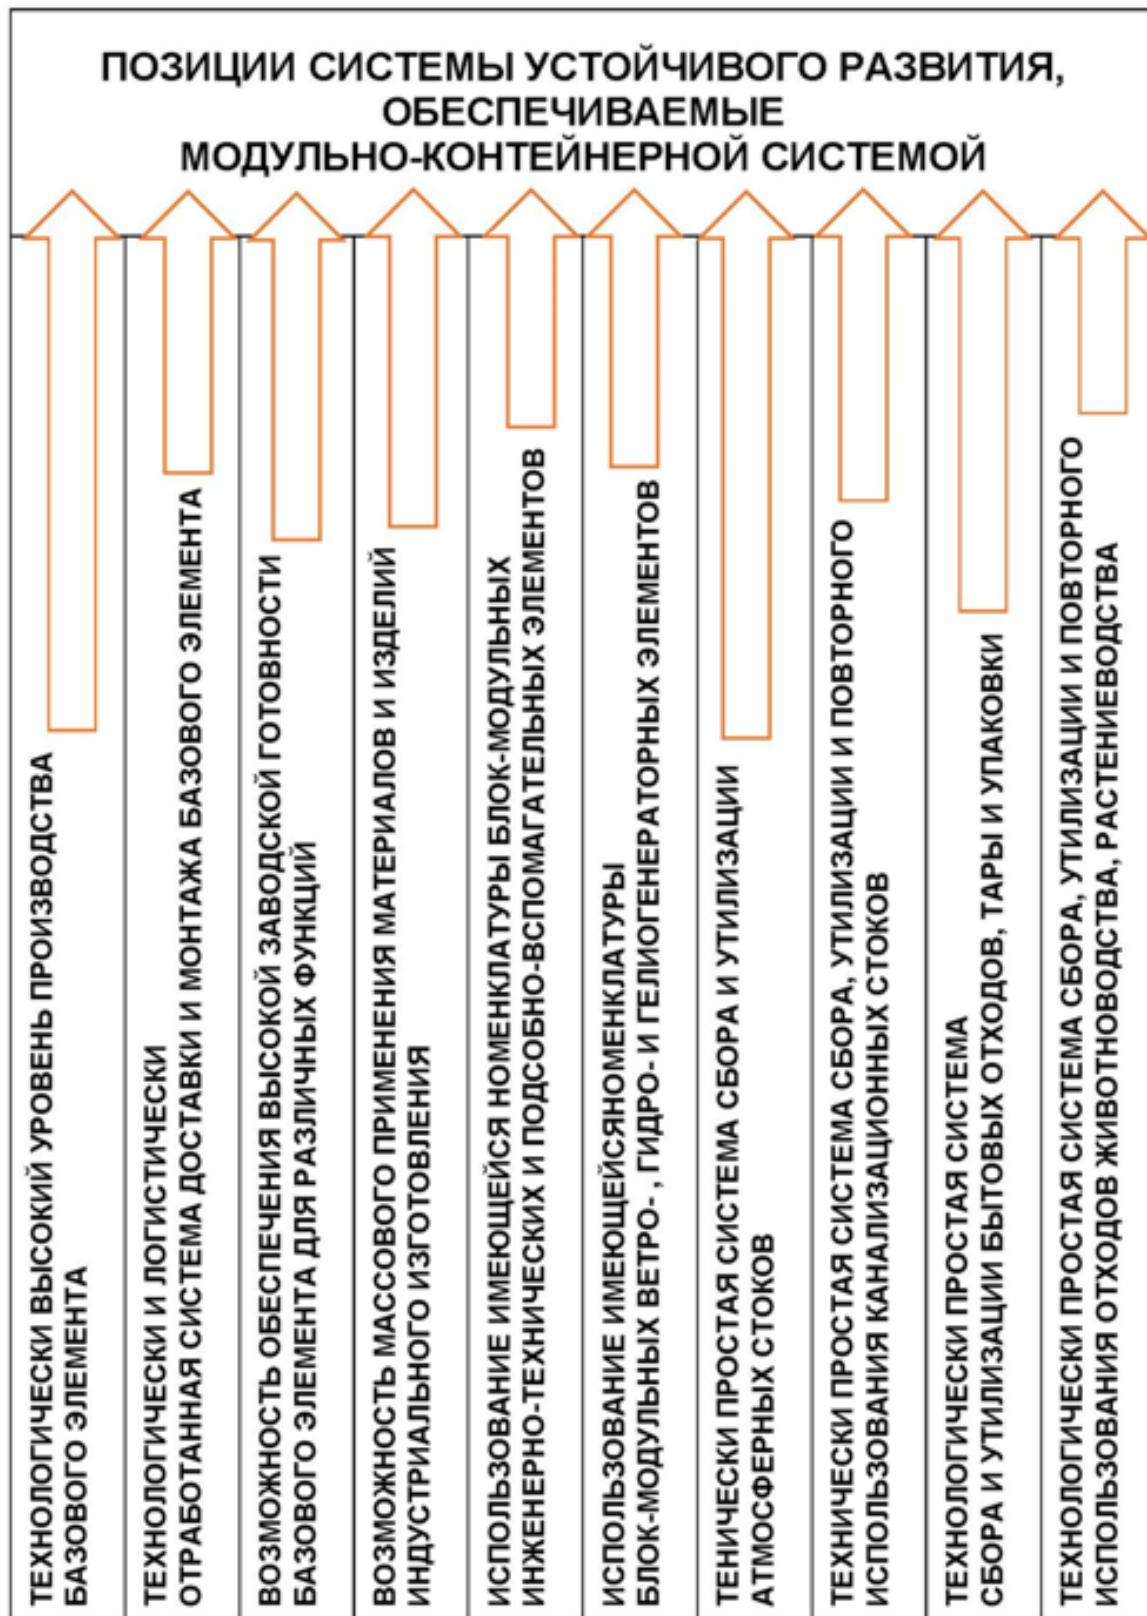 ПОЗИЦИИ СИСТЕМЫ УСТОЙЧИВОГО РАЗВИТИЯ,
ОБЕСПЕЧИВАЕМЫЕ
МОДУЛЬНО-КОНТЕЙНЕРНОЙ СИСТЕМОЙ
ТЕХНОЛОГИЧЕСКИ ВЫСОКИЙ УРОВЕНЬ ПРОИЗВОДСТВА
БАЗОВОГО ЭЛЕМЕНТА
ТЕХНОЛОГИЧЕСКИ И ЛОГИСТИЧЕСКИ
ОТРАБОТАННАЯ СИСТЕМА ДОСТАВКИ И МОНТАЖА БАЗОВОГО ЭЛЕМЕНТА
ВОЗМОЖНОСТЬ ОБЕСПЕЧЕНИЯ ВЫСОКОЙ ЗАВОДСКОЙ ГОТОВНОСТИ
БАЗОВОГО ЭЛЕМЕНТА ДЛЯ РАЗЛИЧНЫХ ФУНКЦИЙ
ВОЗМОЖНОСТЬ МАССОВОГО ПРИМЕНЕНИЯ МАТЕРИАЛОВ И ИЗДЕЛИЙ
ИНДУСТРИАЛЬНОГО ИЗГОТОВЛЕНИЯ
ИСПОЛЬЗОВАНИЕ ИМЕЮЩЕЙСЯ НОМЕНКЛАТУРЫ БЛОК-МОДУЛЬНЫХ
ИНЖЕНЕРНО-ТЕХНИЧЕСКИХ И ПОДСОБНО-ВСПОМАГАТЕЛЬНЫХ ЭЛЕМЕНТОВ
ИСПОЛЬЗОВАНИЕ ИМЕЮЩЕЙСЯНОМЕНКЛАТУРЫ
БЛОК-МОДУЛЬНЫХ ВЕТРО- , ГИДРО- И ГЕЛИОГЕНЕРАТОРНЫХ ЭЛЕМЕНТОВ
ТЕНИЧЕСКИ ПРОСТАЯ СИСТЕМА СБОРА И УТИЛИЗАЦИИ
АТМОСФЕРНЫХ СТОКОВ
ТЕХНИЧЕСКИ ПРОСТАЯ СИСТЕМА СБОРА, УТИЛИЗАЦИИ И ПОВТОРНОГО
ИСПОЛЬЗОВАНИЯ КАНАЛИЗАЦИОННЫХ СТОКОВ
ТЕХНОЛОГИЧЕСКИ ПРОСТАЯ СИСТЕМА
СБОРА И УТИЛИЗАЦИИ БЫТОВЫХ ОТХОДОВ, ТАРЫ И УПАКОВКИ
ТЕХНОЛОГИЧЕСКИ ПРОСТАЯ СИСТЕМА СБОРА, УТИЛИЗАЦИИ И ПОВТОРНОГО
ИСПОЛЬЗОВАНИЯ ОТХОДОВ ЖИВОТНОВОДСТВА, РАСТЕНИЕВОДСТВА